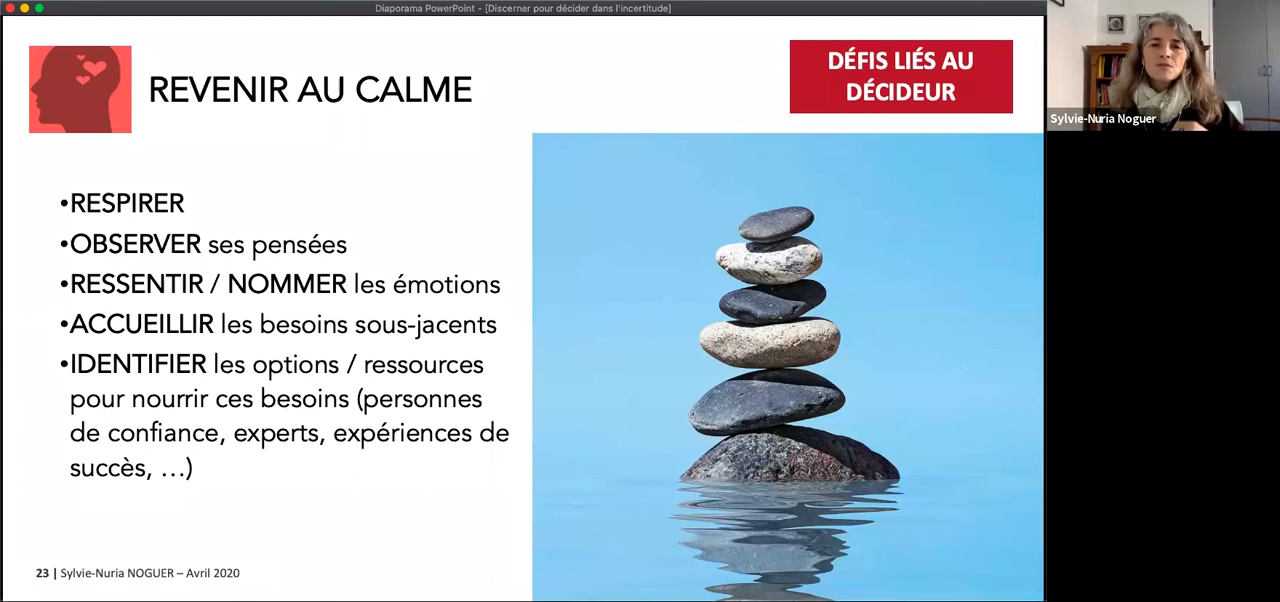 Diaporama PowerPoint - [Discerner pour décider dans l'incertitude]
REVENIR AU CALME
DÉFIS LIÉS AU
DÉCIDEUR
Sylvie-Nuria Noguer
•RESPIRER
•OBSERVER ses pensées
•RESSENTIR / NOMMER les émotions
•ACCUEILLIR les besoins sous-jacents
•IDENTIFIER les options / ressources
pour nourrir ces besoins (personnes
de confiance, experts, expériences de
succès, …)
23 | Sylvie-Nuria NOGUER – Avril 2020